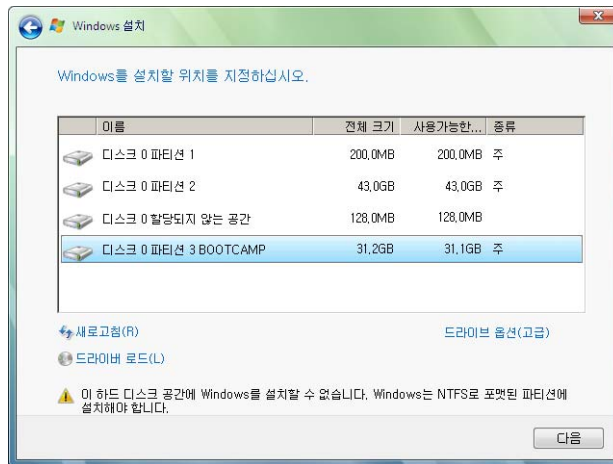 Windows 설치
Windows를 설치할 위치를 지정하십시오.
이름 전체 크기 사용가능한... 종류
디스크 0 파티션 1 200,0MB 200,0MB 주
디스크 0 파티션 2 43,0GB 43,0GB 주
디스크 0 할당되지 않는 공간 128,0MB 128,0MB
디스크 0 파티션 3 BOOTCAMP 31,2GB 31,1GB 주
새로고침(R) 드라이브 옵션(고급)
드라이버 로드(L)
이 하드 디스크 공간에 Windows를 설치할 수 없습니다. Windows는 NTFS로 포맷된 파티션에
설치해야 합니다.
다음